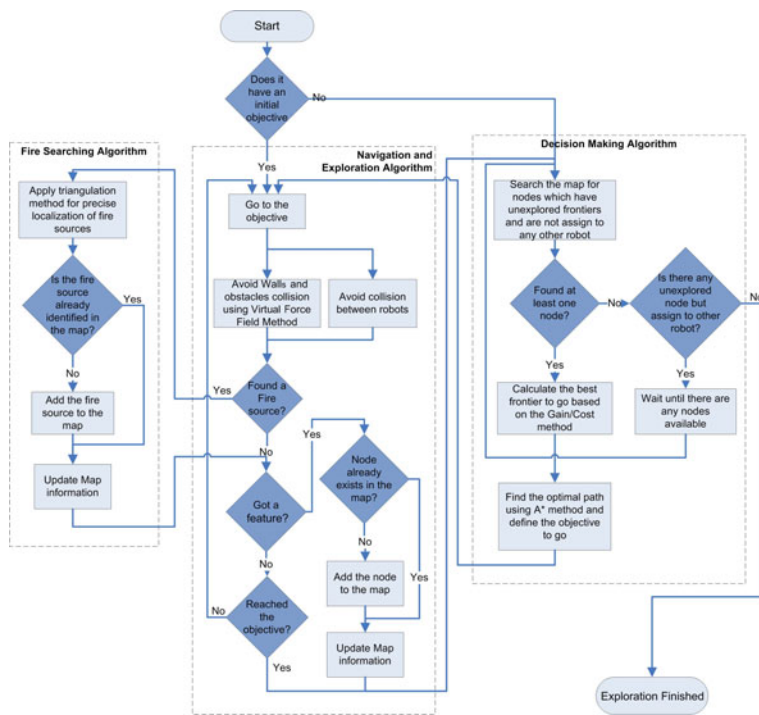 Start
Does it
have an
initial
objective
No
Yes
Fire Searching Algorithm
Apply triangulation
method for precise
localization of fire
sources
Is the fire
source
already
identified in
the map?
Yes
No
Add the fire
source to the
map
Update Map
information
Navigation and
Exploration Algorithm
Go to the
objective
Avoid Walls and
obstacles collision
using Virtual Force
Field Method
Avoid collision
between robots
Yes
Found a
Fire
source?
No
Yes
Got a
feature?
No
Node
already
exists in the
map?
No
Yes
Add the node
to the map
Update Map
information
No
Reached
the
objective?
Yes
Decision Making Algorithm
Search the map for
nodes which have
unexplored frontiers
and are not assign to
any other robot
Found at
least one
node?
No
Is there any
unexplored
node but
assign to other
robot?
Yes
Yes
Calculate the best
frontier to go based
on the Gain/Cost
method
Wait until there are
any nodes
available
Find the optimal path
using A* method and
define the objective
to go
Exploration Finished